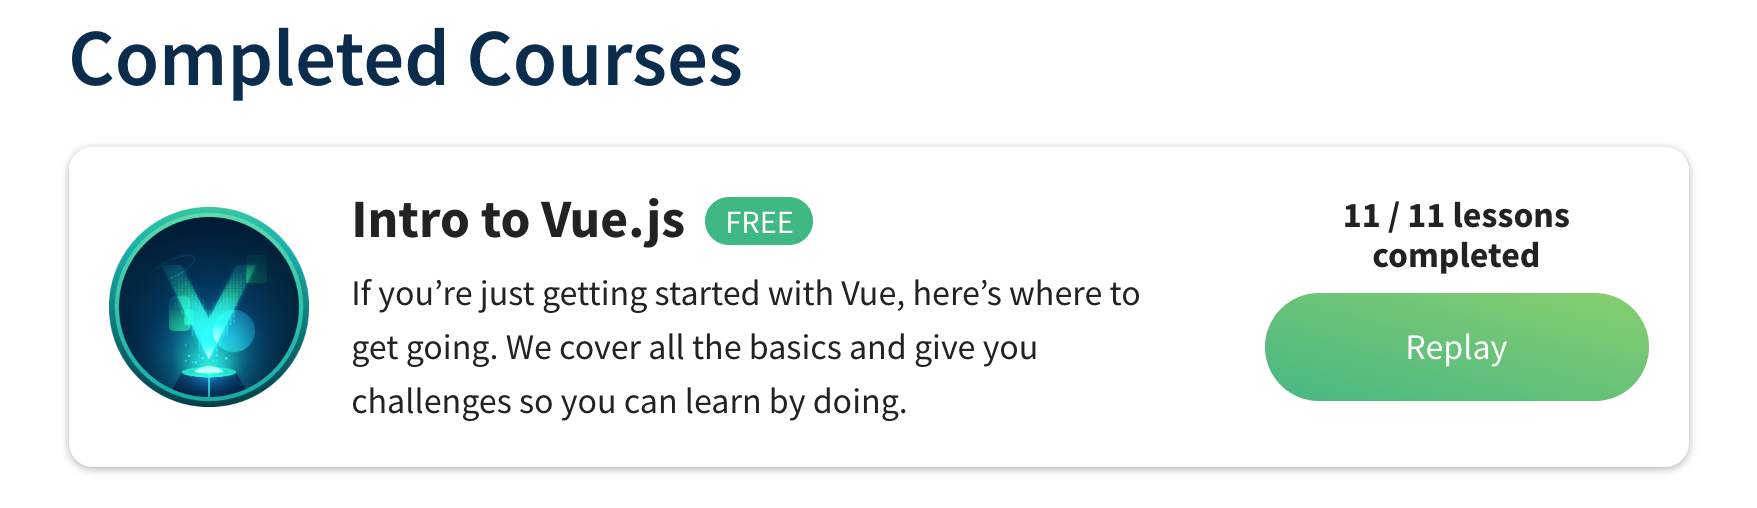 Completed Courses
Intro to Vue.js FREE
If you’re just getting started with Vue, here’s where to
get going. We cover all the basics and give you
challenges so you can learn by doing.
11 / 11 lessons
completed
Replay